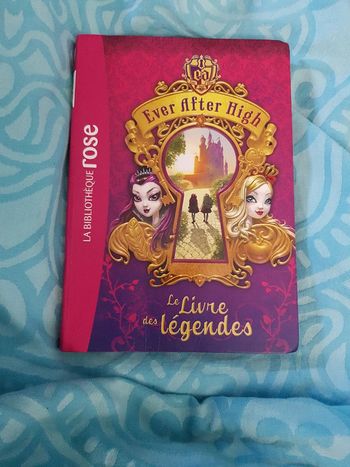 LA BIBLIOTHÈQUE rose
Ever After High
Le Livre
des légendes